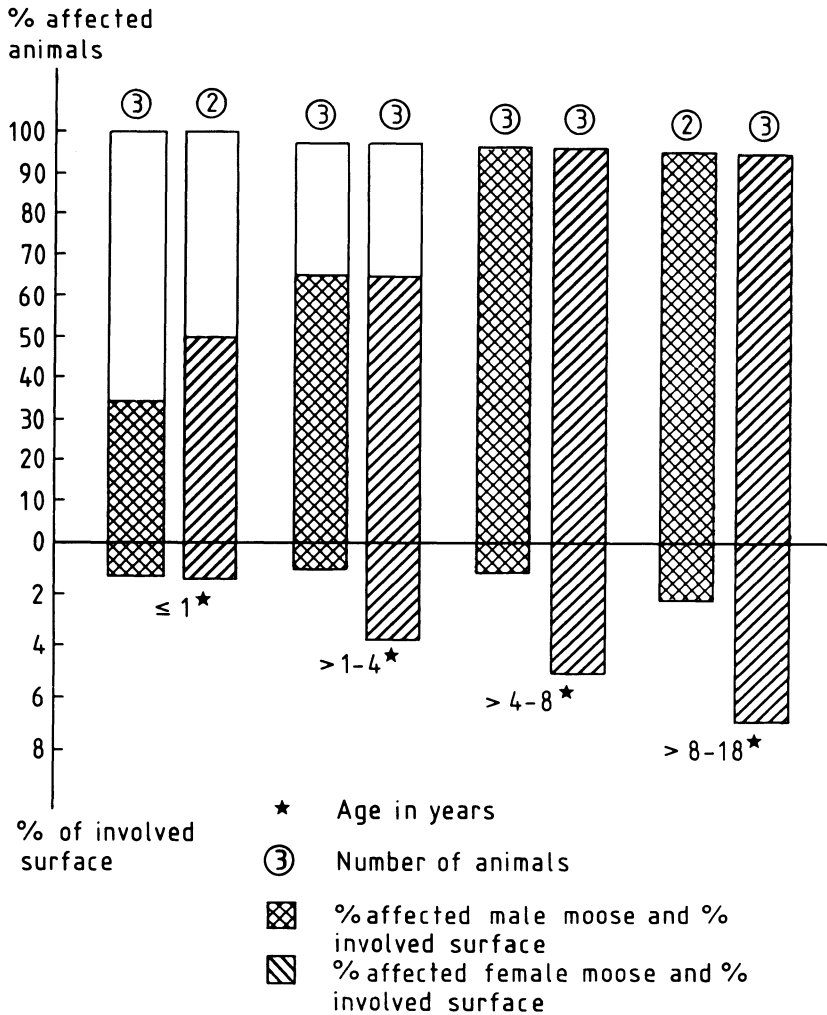 % affected
animals
③ ② ③ ③ ③ ③ ② ③
100
90
80
70
60
50
40
30
20
10
0
2
4
6
8
≤ 1★
> 1-4★
> 4-8★
> 8-18★
% of involved
surface
★ Age in years
③ Number of animals
% affected male moose and %
involved surface
% affected female moose and %
involved surface